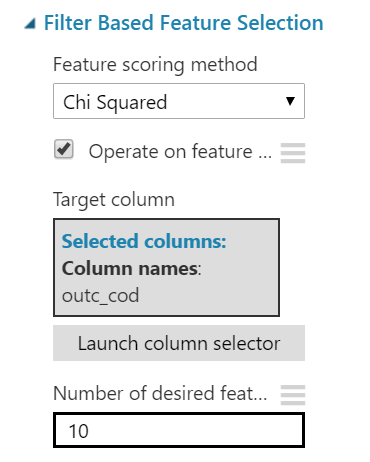 Filter Based Feature Selection
Feature scoring method
Chi Squared
Operate on feature ...
Target column
Selected columns:
Column names:
outc_cod
Launch column selector
Number of desired feat...
10